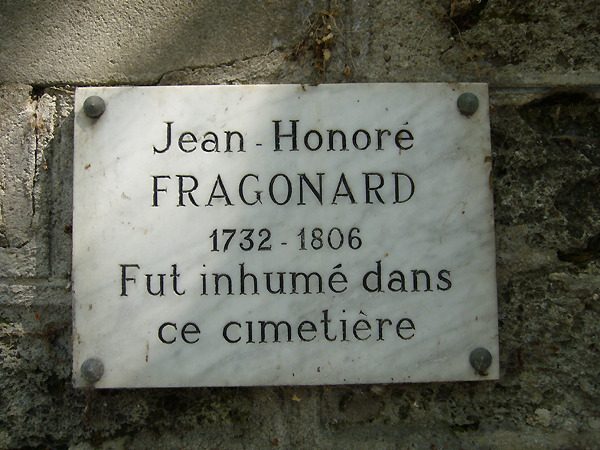 Jean-Honoré
FRAGONARD
1732-1806
Fut inhumé dans
ce cimetière